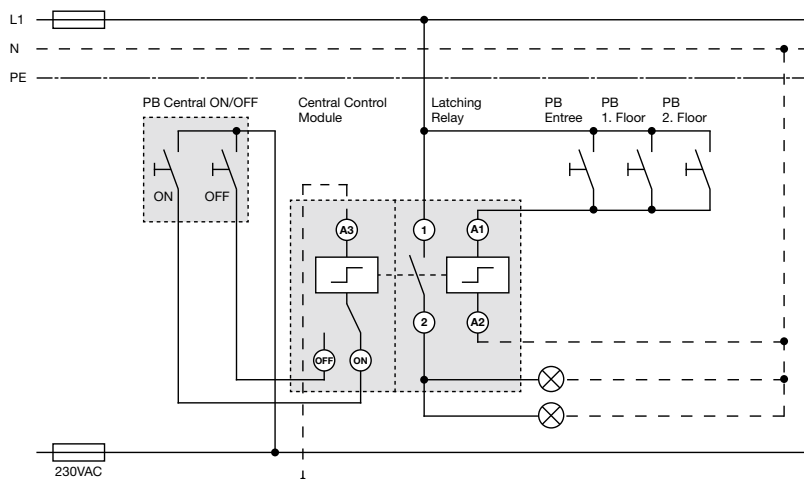 L1
N
PE
PB Central ON/OFF
Central Control
Module
Latching
Relay
PB
Entree
PB
1. Floor
PB
2. Floor
ON
OFF
A3
1
A1
2
A2
OFF
ON
230VAC